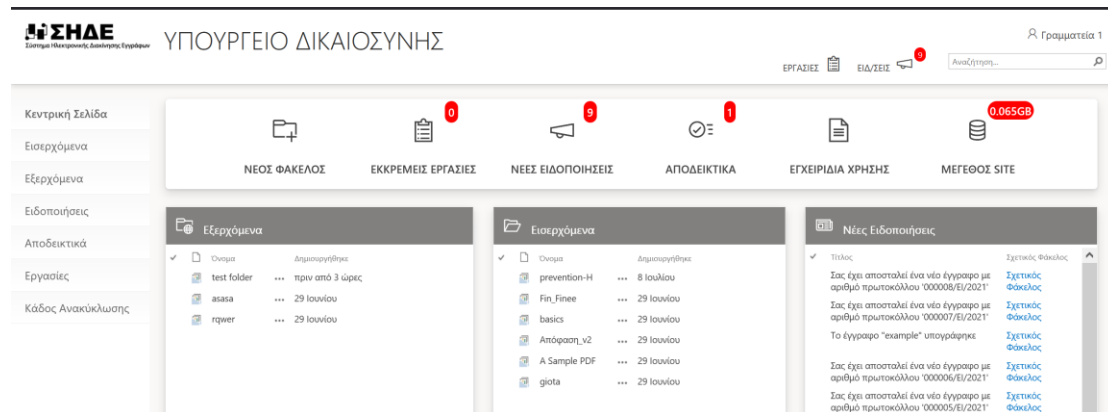 ΣΗΔΕ
Σύστημα Ηλεκτρονικής Διακίνησης Εγγράφων
ΥΠΟΥΡΓΕΙΟ ΔΙΚΑΙΟΣΥΝΗΣ
Γραμματεία 1
ΕΡΓΑΣΙΕΣ
ΕΙΔ/ΣΕΙΣ
9
Αναζήτηση...
Κεντρική Σελίδα
Εισερχόμενα
Εξερχόμενα
Ειδοποιήσεις
Αποδεικτικά
Εργασίες
Κάδος Ανακύκλωσης
ΝΕΟΣ ΦΑΚΕΛΟΣ
0
ΕΚΚΡΕΜΕΙΣ ΕΡΓΑΣΙΕΣ
9
ΝΕΕΣ ΕΙΔΟΠΟΙΗΣΕΙΣ
1
ΑΠΟΔΕΙΚΤΙΚΑ
ΕΓΧΕΙΡΙΔΙΑ ΧΡΗΣΗΣ
0.065GB
ΜΕΓΕΘΟΣ SITE
Εξερχόμενα
Όνομα Δημιουργήθηκε
test folder ... πριν από 3 ώρες
asasa ... 29 Ιουνίου
rqwer ... 29 Ιουνίου
Εισερχόμενα
Όνομα Δημιουργήθηκε
prevention-H ... 8 Ιουλίου
Fin_Finee ... 29 Ιουνίου
basics ... 29 Ιουνίου
Απόφαση_v2 ... 29 Ιουνίου
A Sample PDF ... 29 Ιουνίου
giota ... 29 Ιουνίου
Νέες Ειδοποιήσεις
Τίτλος Σχετικός Φάκελος
Σας έχει αποσταλεί ένα νέο έγγραφο με Σχετικός
αριθμό πρωτοκόλλου '000008/ΕΙ/2021' Φάκελος
Σας έχει αποσταλεί ένα νέο έγγραφο με Σχετικός
αριθμό πρωτοκόλλου '000007/ΕΙ/2021' Φάκελος
Το έγγραφο "example" υπογράφηκε Σχετικός
Φάκελος
Σας έχει αποσταλεί ένα νέο έγγραφο με Σχετικός
αριθμό πρωτοκόλλου '000006/ΕΙ/2021' Φάκελος
Σας έχει αποσταλεί ένα νέο έγγραφο με Σχετικός
αριθμό πρωτοκόλλου '000005/ΕΙ/2021' Φάκελος